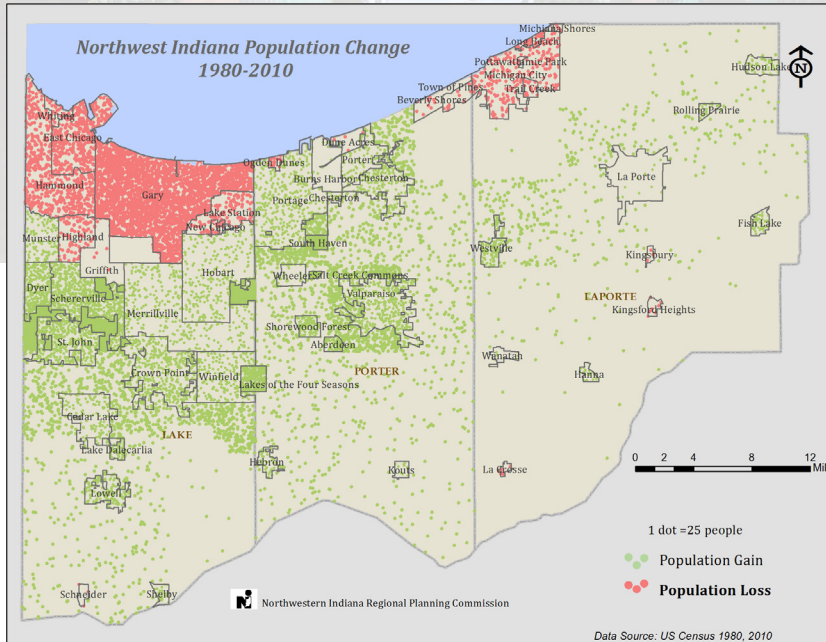 Northwest Indiana Population Change
1980-2010
Michiana Shores
Long Beach
Pottawattamie Park
Michigan City
Trail Creek
Town of Pines
Beverly Shores
Hudson Lake
N
Rolling Prairie
Whiting
East Chicago
Hammond
Gary
Lake Station
New Chicago
Munster
Highland
Griffith
Ogden Dunes
Dune Acres
Porter
Burns Harbor
Chesterton
Portage
Chesterton
South Haven
La Porte
Fish Lake
Westville
Kingsbury
LAPORTE
Kingsford Heights
Hobart
Wheeler
Salt Creek Commons
Valparaiso
Dyer
Schererville
Merrillville
St. John
Shorewood Forest
Aberdeen
Wanatah
Hanna
Crown Point
Winfield
Lakes of the Four Seasons
PORTER
Cedar Lake
LAKE
Lake Dalecarlia
Lowell
Hebron
Kouts
La Crosse
0 2 4 8 12
Mil
1 dot =25 people
Population Gain
Population Loss
Schneider
Shelby
Northwestern Indiana Regional Planning Commission
Data Source: US Census 1980, 2010